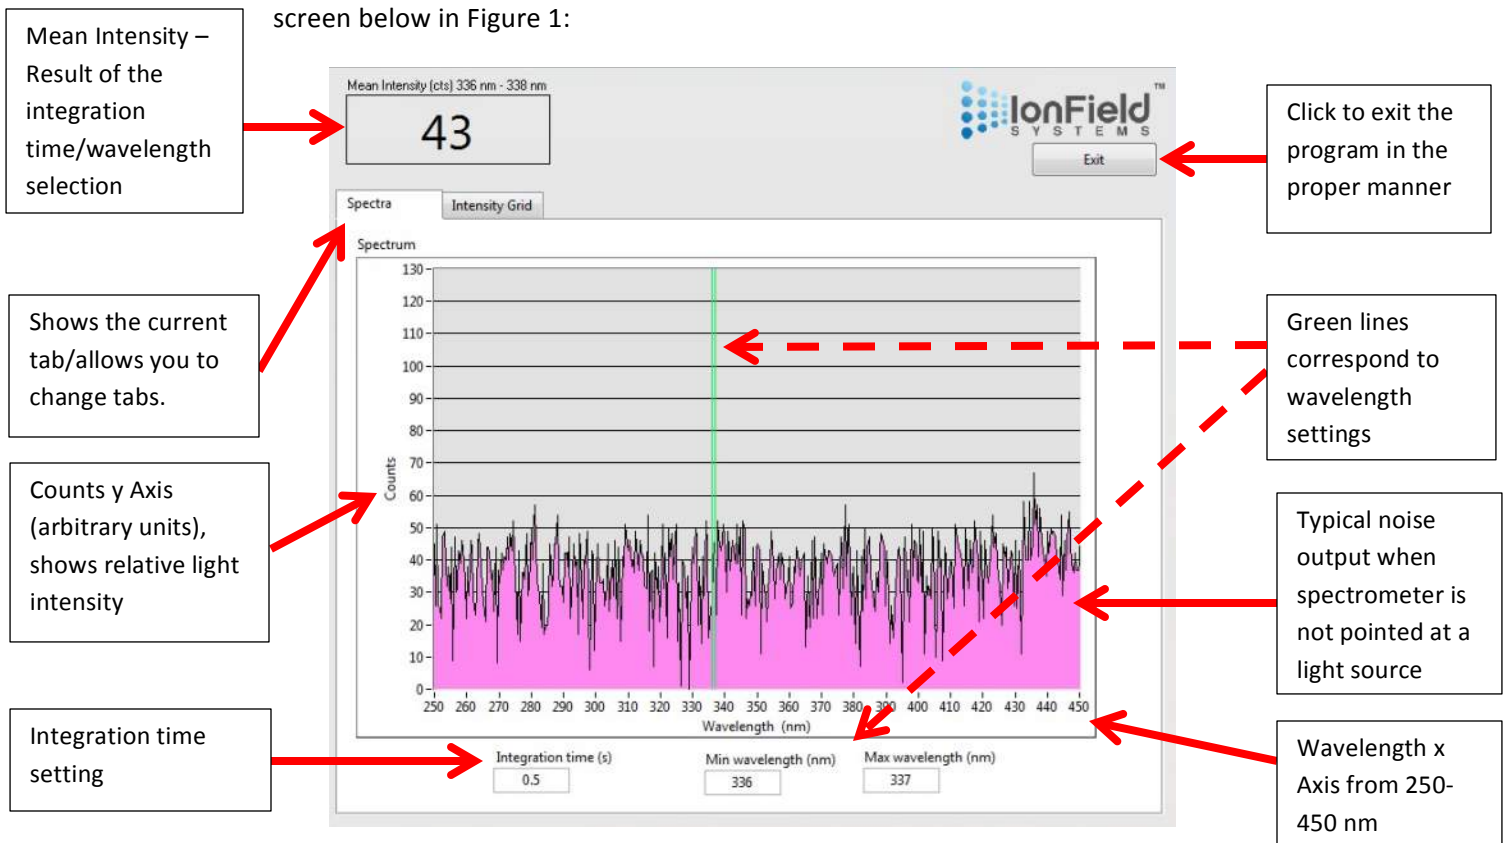 screen below in Figure 1:
Mean Intensity –
Result of the
integration
time/wavelength
selection
Mean Intensity (cts) 336 nm - 338 nm
43
IonField
SYSTEMS
TM
Exit
Click to exit the
program in the
proper manner
Spectra
Intensity Grid
Spectrum
Shows the current
tab/allows you to
change tabs.
Green lines
correspond to
wavelength
settings
Counts y Axis
(arbitrary units),
shows relative light
intensity
Typical noise
output when
spectrometer is
not pointed at a
light source
130
120
110
100
90
80
70
60
50
40
30
20
10
0
Counts
250 260 270 280 290 300 310 320 330 340 350 360 370 380 390 400 410 420 430 440 450
Wavelength (nm)
Integration time
setting
Integration time (s)
0.5
Min wavelength (nm)
336
Max wavelength (nm)
337
Wavelength x
Axis from 250-
450 nm